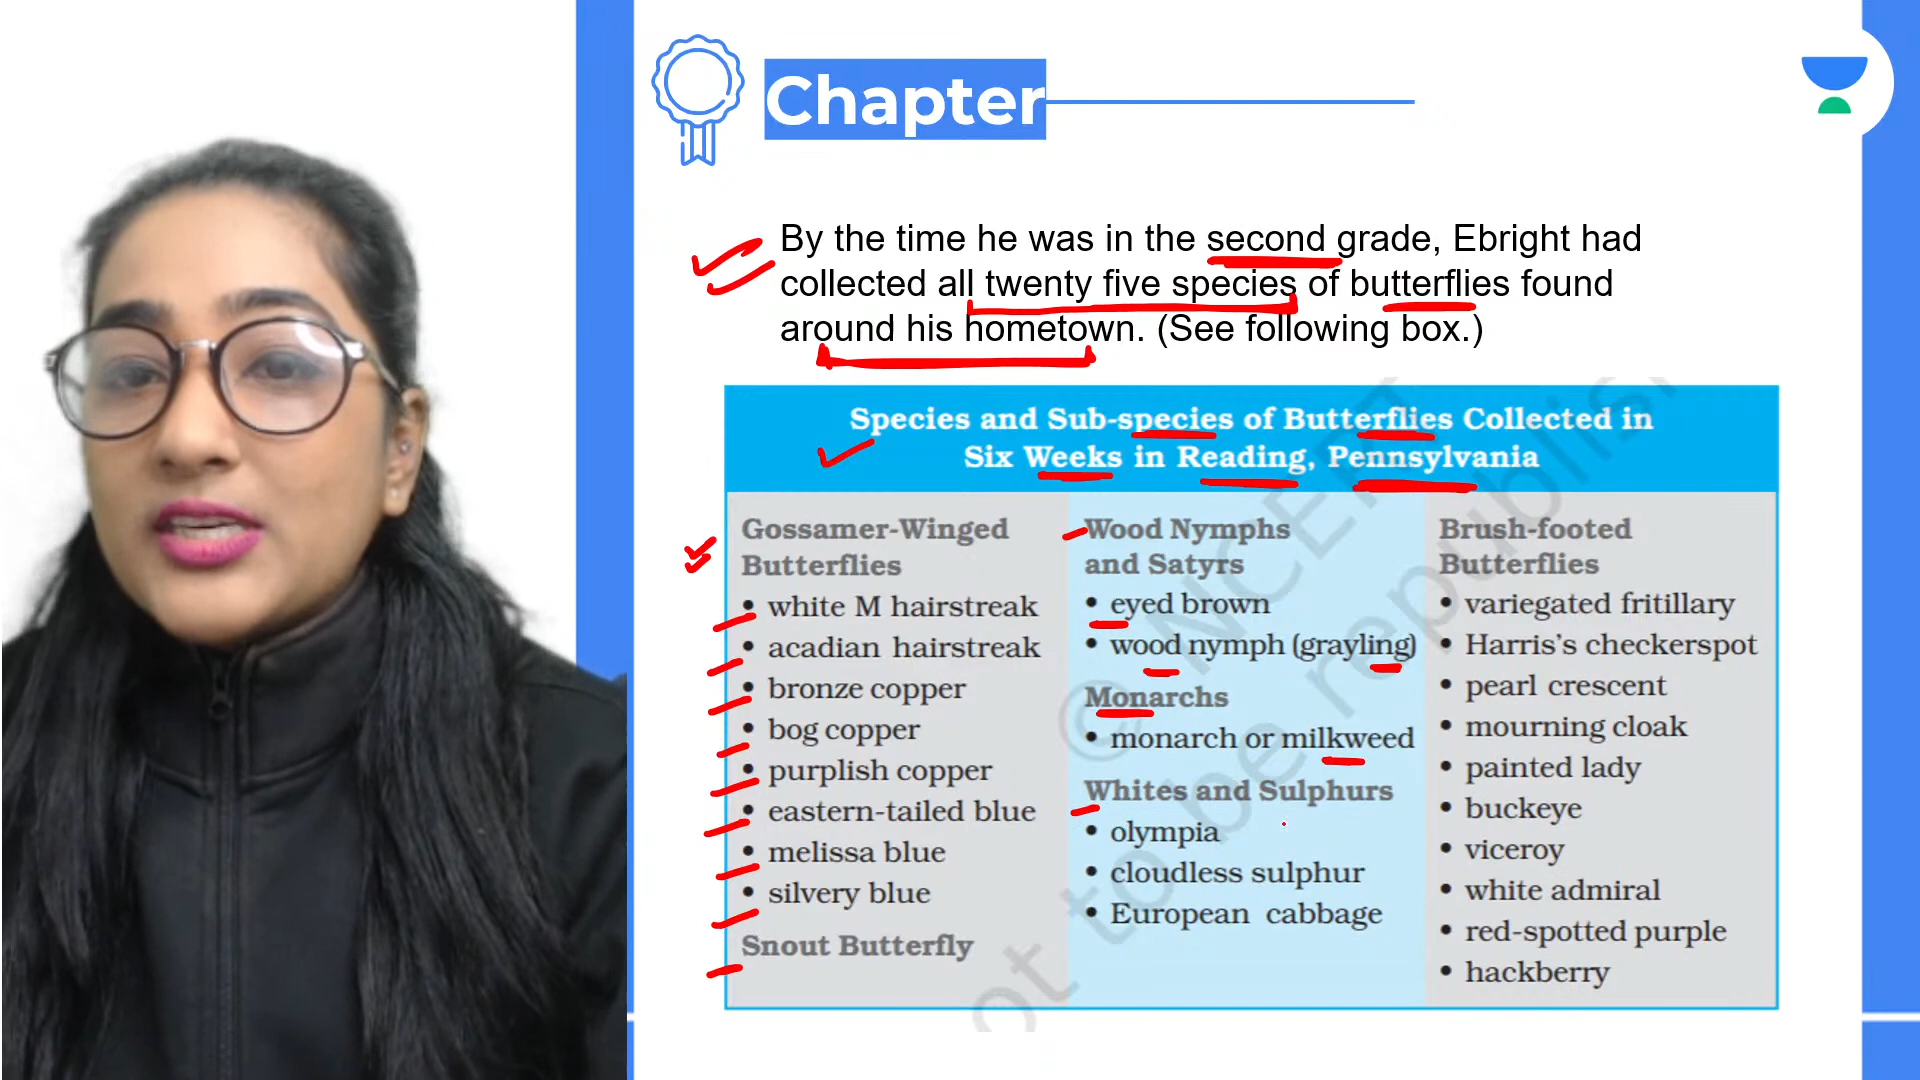 Chapter
By the time he was in the second grade, Ebright had
collected all twenty five species of butterflies found
around his hometown. (See following box.)
Species and Sub-species of Butterflies Collected in
Six Weeks in Reading, Pennsylvania
Gossamer-Winged
Butterflies
• white M hairstreak
• acadian hairstreak
• bronze copper
• bog copper
• purplish copper
• eastern-tailed blue
• melissa blue
• silvery blue
Snout Butterfly
Wood Nymphs
and Satyrs
• eyed brown
• wood nymph (grayling)
Monarchs
• monarch or milkweed
Whites and Sulphurs
• olympia
• cloudless sulphur
• European cabbage
Brush-footed
Butterflies
• variegated fritillary
• Harris's checkerspot
• pearl crescent
• mourning cloak
• painted lady
• buckeye
• viceroy
• white admiral
• red-spotted purple
• hackberry
© NCERT
not to be republis